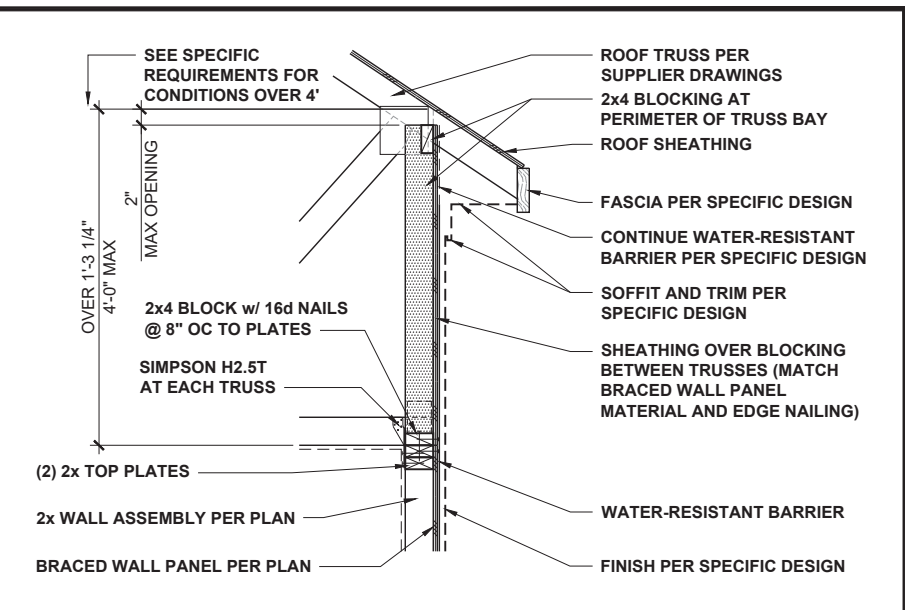 SEE SPECIFIC
REQUIREMENTS FOR
CONDITIONS OVER 4'
OVER 1'-3 1/4"
4'-0" MAX
2"
MAX OPENING
2x4 BLOCK w/ 16d NAILS
@ 8" OC TO PLATES
SIMPSON H2.5T
AT EACH TRUSS
(2) 2x TOP PLATES
2x WALL ASSEMBLY PER PLAN
BRACED WALL PANEL PER PLAN
ROOF TRUSS PER
SUPPLIER DRAWINGS
2x4 BLOCKING AT
PERIMETER OF TRUSS BAY
ROOF SHEATHING
FASCIA PER SPECIFIC DESIGN
CONTINUE WATER-RESISTANT
BARRIER PER SPECIFIC DESIGN
SOFFIT AND TRIM PER
SPECIFIC DESIGN
SHEATHING OVER BLOCKING
BETWEEN TRUSSES (MATCH
BRACED WALL PANEL
MATERIAL AND EDGE NAILING)
WATER-RESISTANT BARRIER
FINISH PER SPECIFIC DESIGN